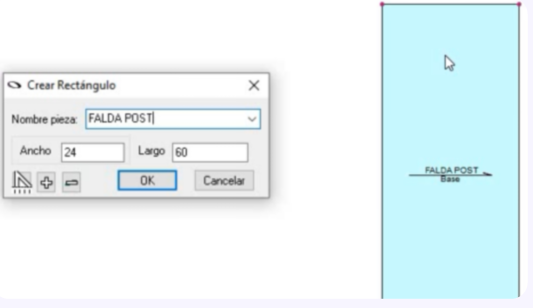 Crear Rectángulo
Nombre pieza: FALDA POST
Ancho 24 Largo 60
OK Cancelar
FALDA POST
Base